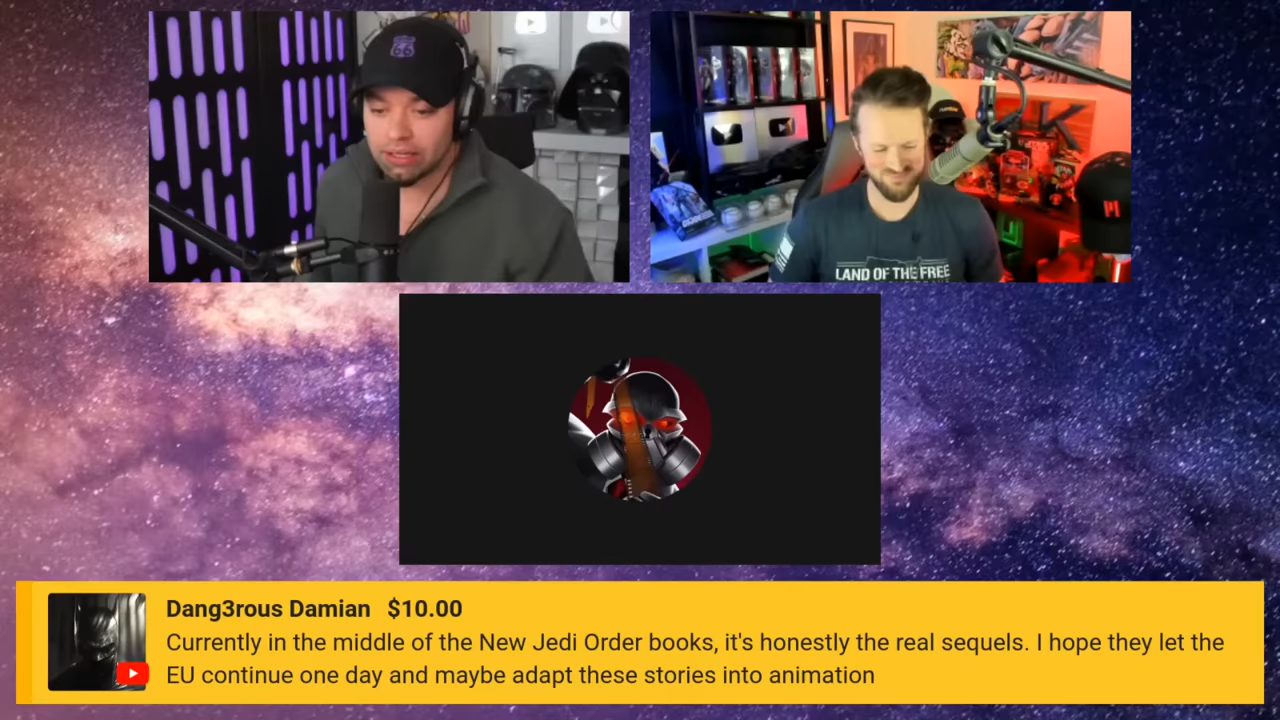 66
K
LAND OF THE FREE
Dang3rous Damian $10.00
Currently in the middle of the New Jedi Order books, it's honestly the real sequels. I hope they let the
EU continue one day and maybe adapt these stories into animation